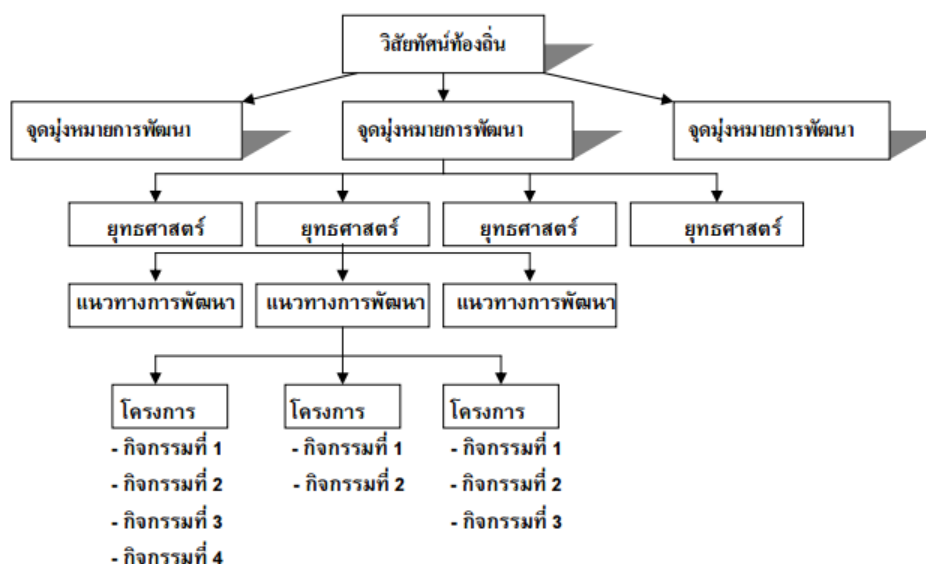 วิสัยทัศน์ท้องถิ่น
จุดมุ่งหมายการพัฒนา
จุดมุ่งหมายการพัฒนา
จุดมุ่งหมายการพัฒนา
ยุทธศาสตร์
ยุทธศาสตร์
ยุทธศาสตร์
ยุทธศาสตร์
แนวทางการพัฒนา
แนวทางการพัฒนา
แนวทางการพัฒนา
โครงการ
- กิจกรรมที่ 1
- กิจกรรมที่ 2
- กิจกรรมที่ 3
- กิจกรรมที่ 4
โครงการ
- กิจกรรมที่ 1
- กิจกรรมที่ 2
โครงการ
- กิจกรรมที่ 1
- กิจกรรมที่ 2
- กิจกรรมที่ 3